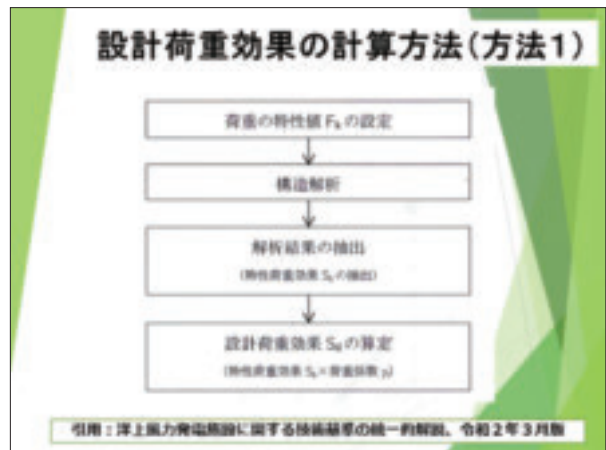 設計荷重効果の計算方法(方法1)
荷重の特性値 Fk の設定
構造解析
解析結果の抽出
(特性荷重効果 Sk の抽出)
設計荷重効果 Sd の算定
(特性荷重効果 Sk × 荷重係数 γf)
引用:洋上風力発電施設に関する技術基準の統一的解説、令和2年3月版